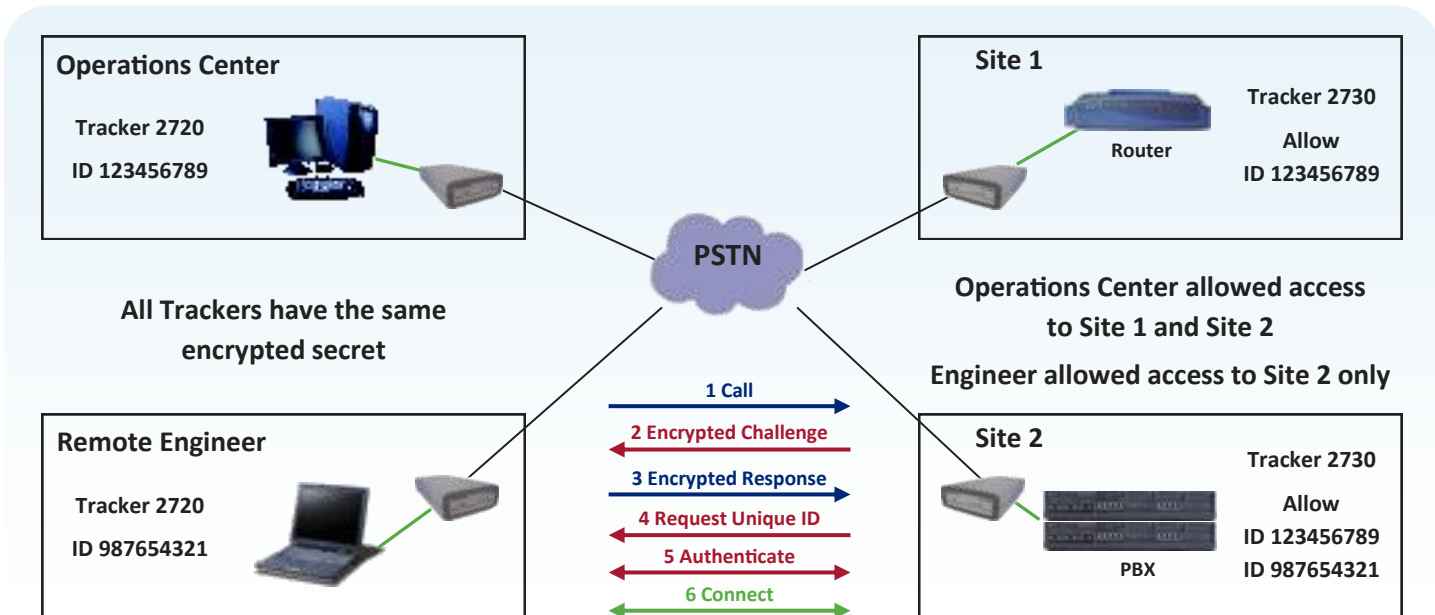 Operations Center
Tracker 2720
ID 123456789
Site 1
Tracker 2730
Allow
ID 123456789
Router
PSTN
All Trackers have the same
encrypted secret
Operations Center allowed access
to Site 1 and Site 2
Engineer allowed access to Site 2 only
1 Call
2 Encrypted Challenge
3 Encrypted Response
4 Request Unique ID
5 Authenticate
6 Connect
Remote Engineer
Tracker 2720
ID 987654321
Site 2
Tracker 2730
Allow
ID 123456789
ID 987654321
PBX